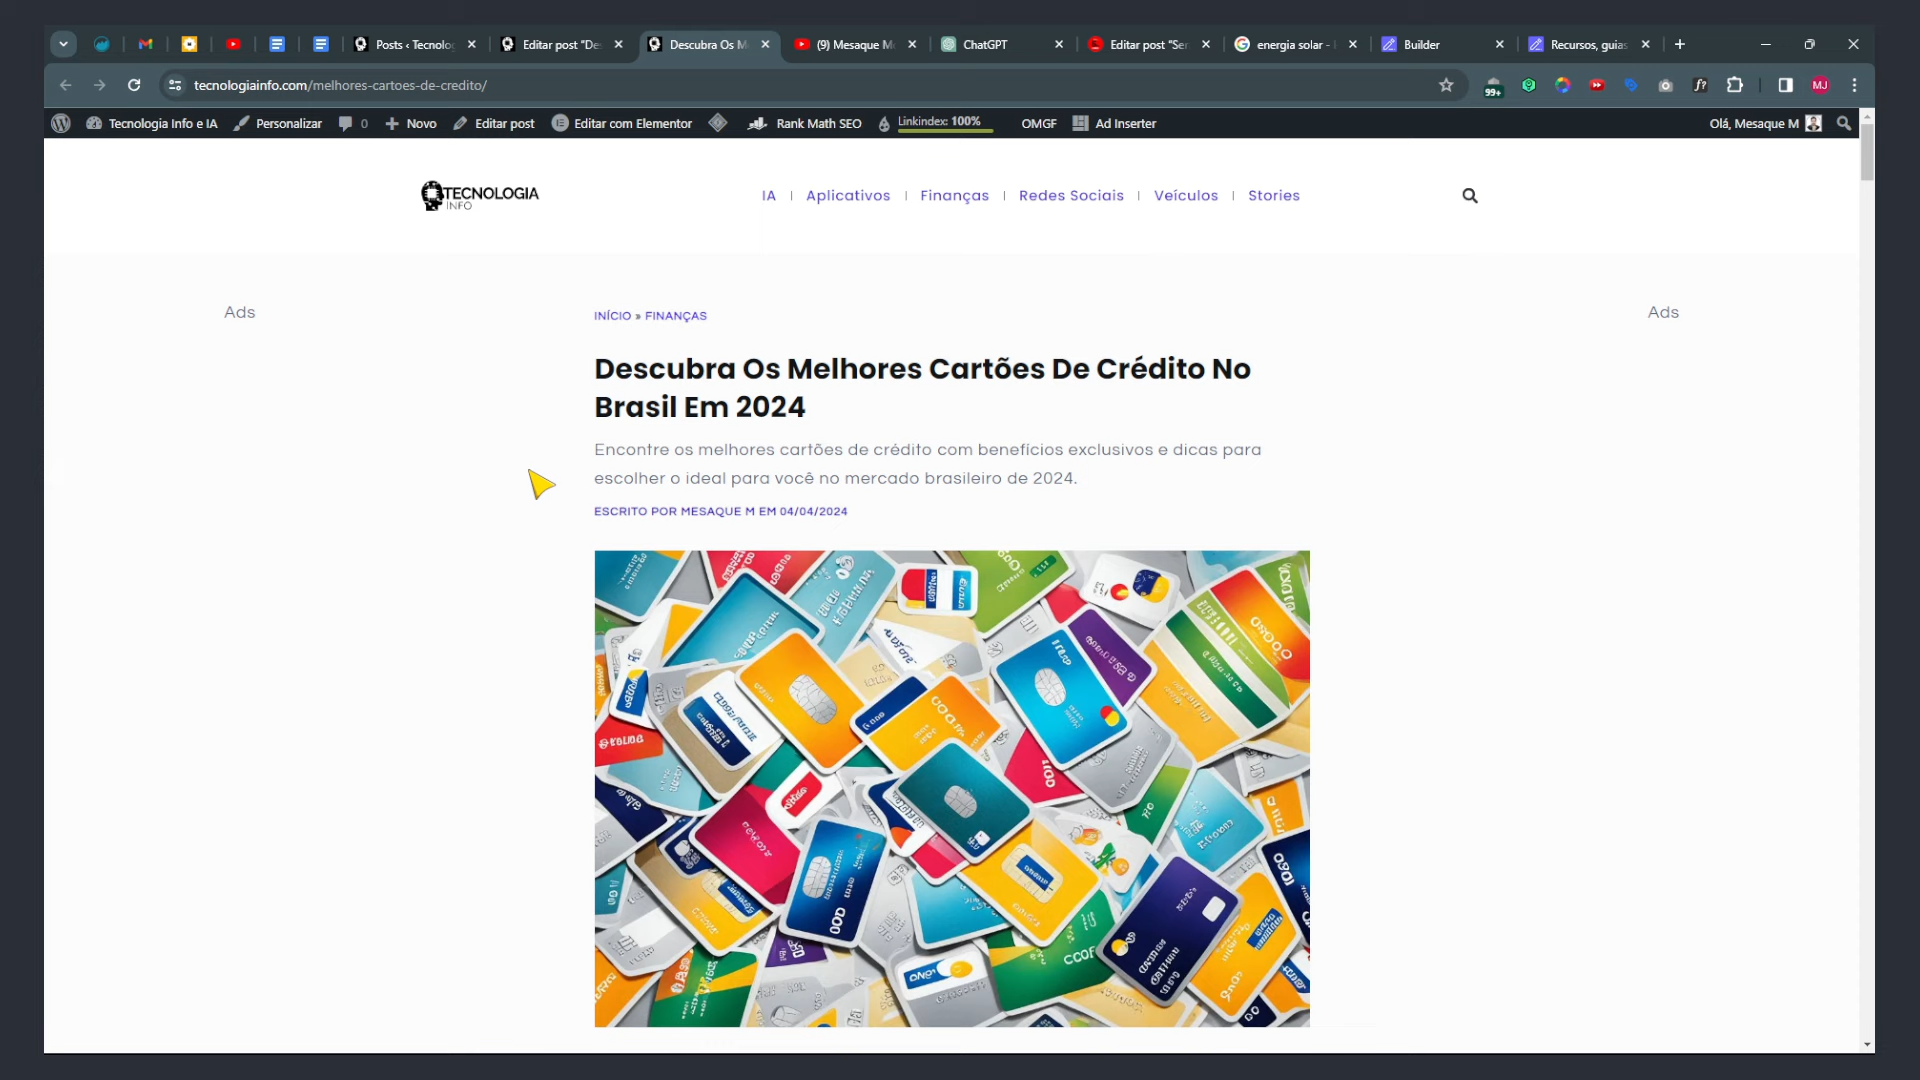 Posts ‹ Tecnolog
Editar post "De
Descubra Os M
(9) Mesaque M
ChatGPT
Editar post "Ser
energia solar -
Builder
Recursos, guias
tecnologiainfo.com/melhores-cartoes-de-credito/
99+
f?
MJ
Tecnologia Info e IA
Personalizar
0
Novo
Editar post
Editar com Elementor
Rank Math SEO
Linkindex: 100%
OMGF
Ad Inserter
Olá, Mesaque M
TECNOLOGIA
INFO
IA
Aplicativos
Finanças
Redes Sociais
Veículos
Stories
Ads
Ads
INÍCIO » FINANÇAS
Descubra Os Melhores Cartões De Crédito No
Brasil Em 2024
Encontre os melhores cartões de crédito com benefícios exclusivos e dicas para
escolher o ideal para você no mercado brasileiro de 2024.
ESCRITO POR MESAQUE M EM 04/04/2024